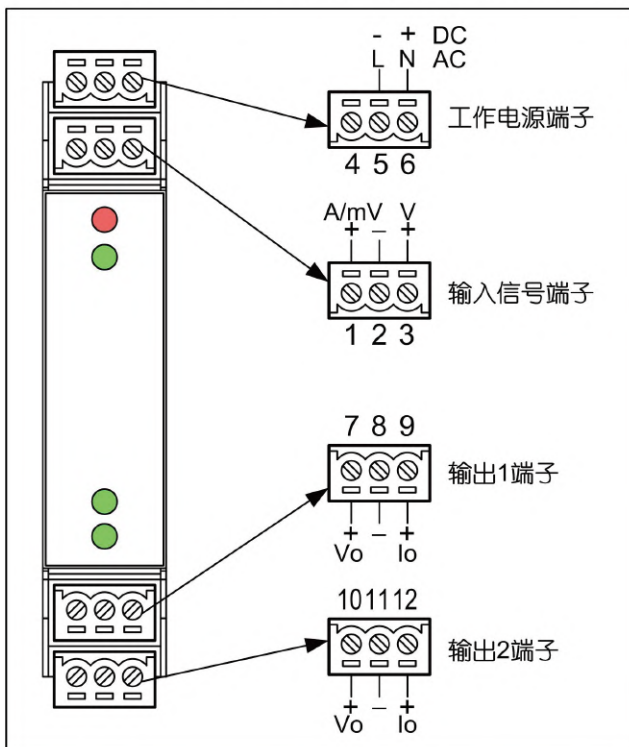 - + DC
L N AC
工作电源端子
4 5 6
A/mV V
+ - +
输入信号端子
1 2 3
7 8 9
输出1端子
+ - +
Vo Io
10 11 12
输出2端子
+ - +
Vo Io